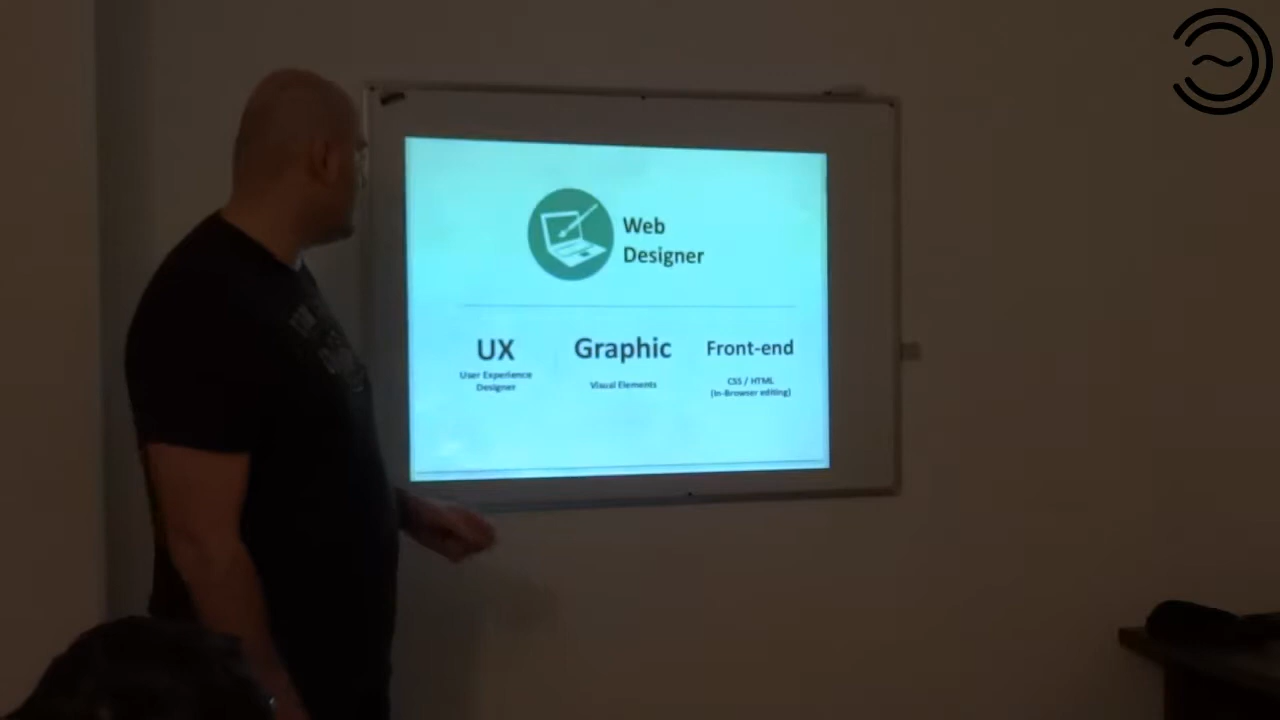 Web
Designer
UX
User Experience
Designer
Graphic
Visual Elements
Front-end
CSS / HTML
(In-Browser editing)